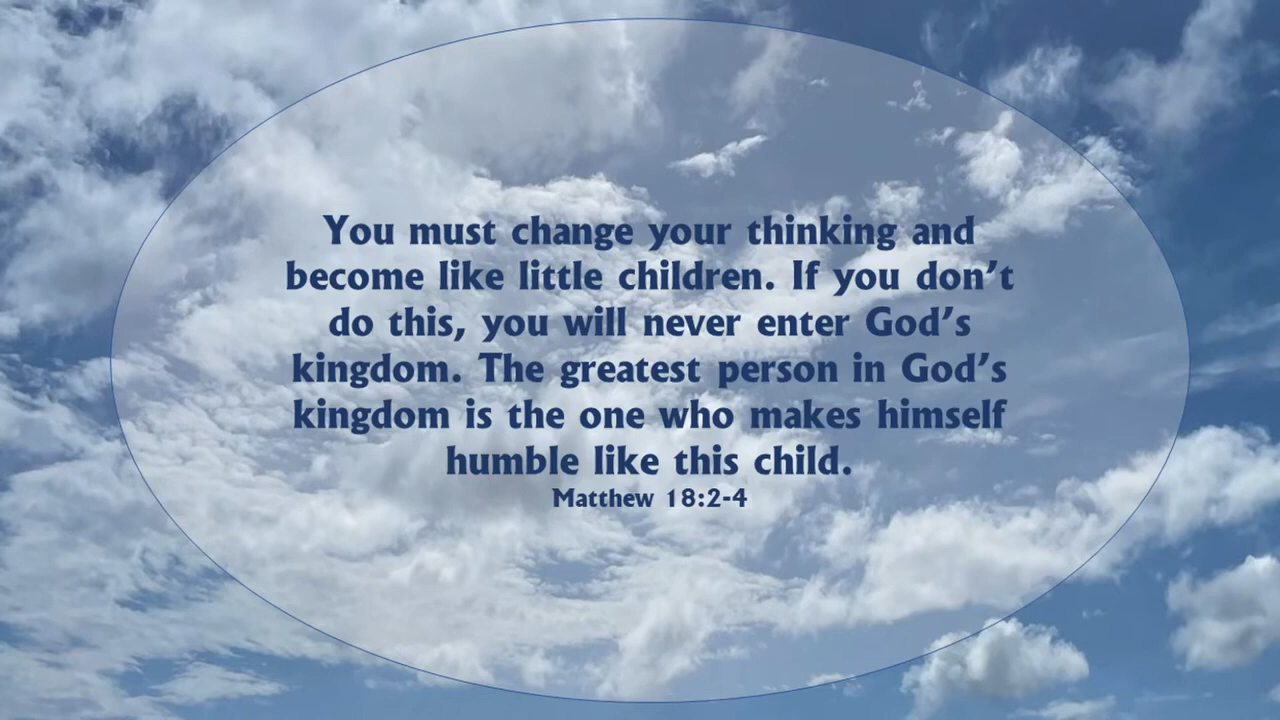 You must change your thinking and
become like little children. If you don’t
do this, you will never enter God’s
kingdom. The greatest person in God’s
kingdom is the one who makes himself
humble like this child.
Matthew 18:2-4